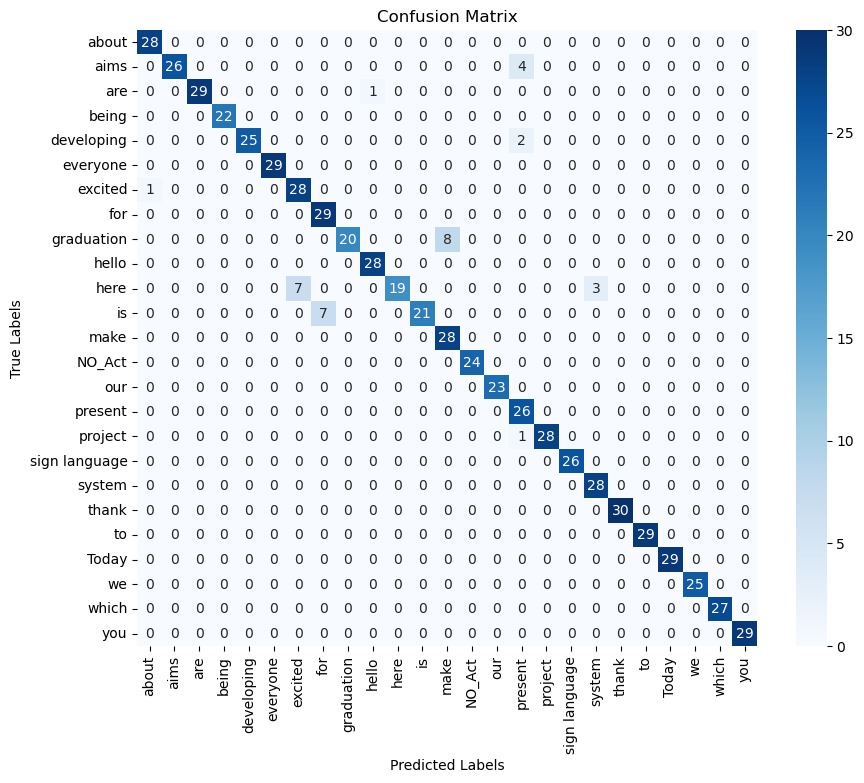 Confusion Matrix
about 28 0 0 0 0 0 0 0 0 0 0 0 0 0 0 0 0 0 0 0 0 0 0 0 0 30
aims 0 26 0 0 0 0 0 0 0 0 0 0 0 0 0 4 0 0 0 0 0 0 0 0 0
are 0 0 29 0 0 0 0 0 0 1 0 0 0 0 0 0 0 0 0 0 0 0 0 0 0
being 0 0 0 22 0 0 0 0 0 0 0 0 0 0 0 0 0 0 0 0 0 0 0 0 0
developing 0 0 0 0 25 0 0 0 0 0 0 0 0 0 0 2 0 0 0 0 0 0 0 0 0 25
everyone 0 0 0 0 0 29 0 0 0 0 0 0 0 0 0 0 0 0 0 0 0 0 0 0 0
excited 1 0 0 0 0 0 28 0 0 0 0 0 0 0 0 0 0 0 0 0 0 0 0 0 0
for 0 0 0 0 0 0 0 29 0 0 0 0 0 0 0 0 0 0 0 0 0 0 0 0 0
graduation 0 0 0 0 0 0 0 0 20 0 0 0 8 0 0 0 0 0 0 0 0 0 0 0 0 20
hello 0 0 0 0 0 0 0 0 0 28 0 0 0 0 0 0 0 0 0 0 0 0 0 0 0
here 0 0 0 0 0 0 7 0 0 0 19 0 0 0 0 0 0 0 3 0 0 0 0 0 0
is 0 0 0 0 0 0 0 7 0 0 0 21 0 0 0 0 0 0 0 0 0 0 0 0 0
True Labels
make 0 0 0 0 0 0 0 0 0 0 0 0 28 0 0 0 0 0 0 0 0 0 0 0 0 15
NO_Act 0 0 0 0 0 0 0 0 0 0 0 0 0 24 0 0 0 0 0 0 0 0 0 0 0
our 0 0 0 0 0 0 0 0 0 0 0 0 0 0 23 0 0 0 0 0 0 0 0 0 0
present 0 0 0 0 0 0 0 0 0 0 0 0 0 0 0 26 0 0 0 0 0 0 0 0 0
project 0 0 0 0 0 0 0 0 0 0 0 0 0 0 0 1 28 0 0 0 0 0 0 0 0 10
sign language 0 0 0 0 0 0 0 0 0 0 0 0 0 0 0 0 0 26 0 0 0 0 0 0 0
system 0 0 0 0 0 0 0 0 0 0 0 0 0 0 0 0 0 0 28 0 0 0 0 0 0
thank 0 0 0 0 0 0 0 0 0 0 0 0 0 0 0 0 0 0 0 30 0 0 0 0 0
to 0 0 0 0 0 0 0 0 0 0 0 0 0 0 0 0 0 0 0 0 29 0 0 0 0 5
Today 0 0 0 0 0 0 0 0 0 0 0 0 0 0 0 0 0 0 0 0 0 29 0 0 0
we 0 0 0 0 0 0 0 0 0 0 0 0 0 0 0 0 0 0 0 0 0 0 25 0 0
which 0 0 0 0 0 0 0 0 0 0 0 0 0 0 0 0 0 0 0 0 0 0 0 27 0
you 0 0 0 0 0 0 0 0 0 0 0 0 0 0 0 0 0 0 0 0 0 0 0 0 29 0
about aims are being developing everyone excited for graduation hello here is make NO_Act our present project sign language system thank to Today we which you
Predicted Labels